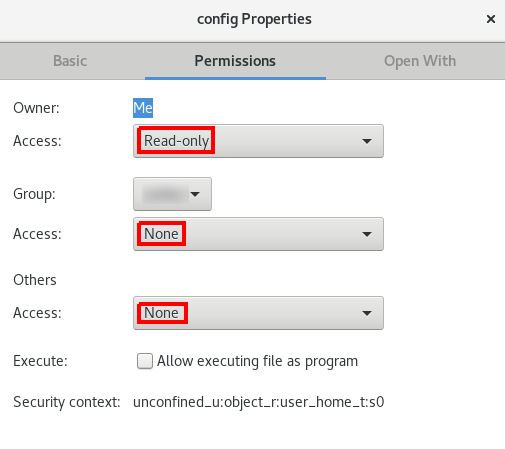 config Properties ×
Basic Permissions Open With
Owner: Me
Access: Read-only
Group:
Access: None
Others
Access: None
Execute: Allow executing file as program
Security context: unconfined_u:object_r:user_home_t:s0